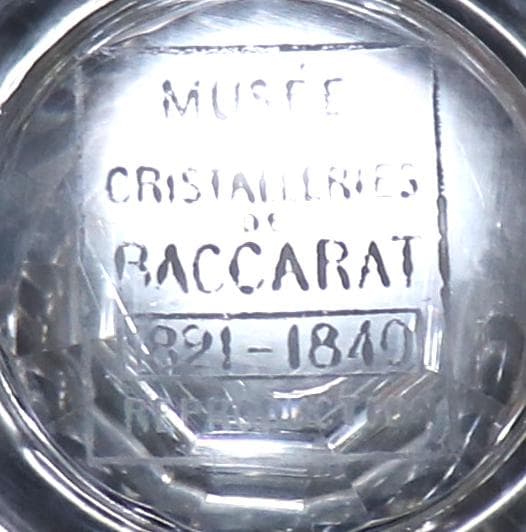 MUSÉE
CRISTALLERIES
DE
BACCARAT
1821-1840
REPRODUCTION